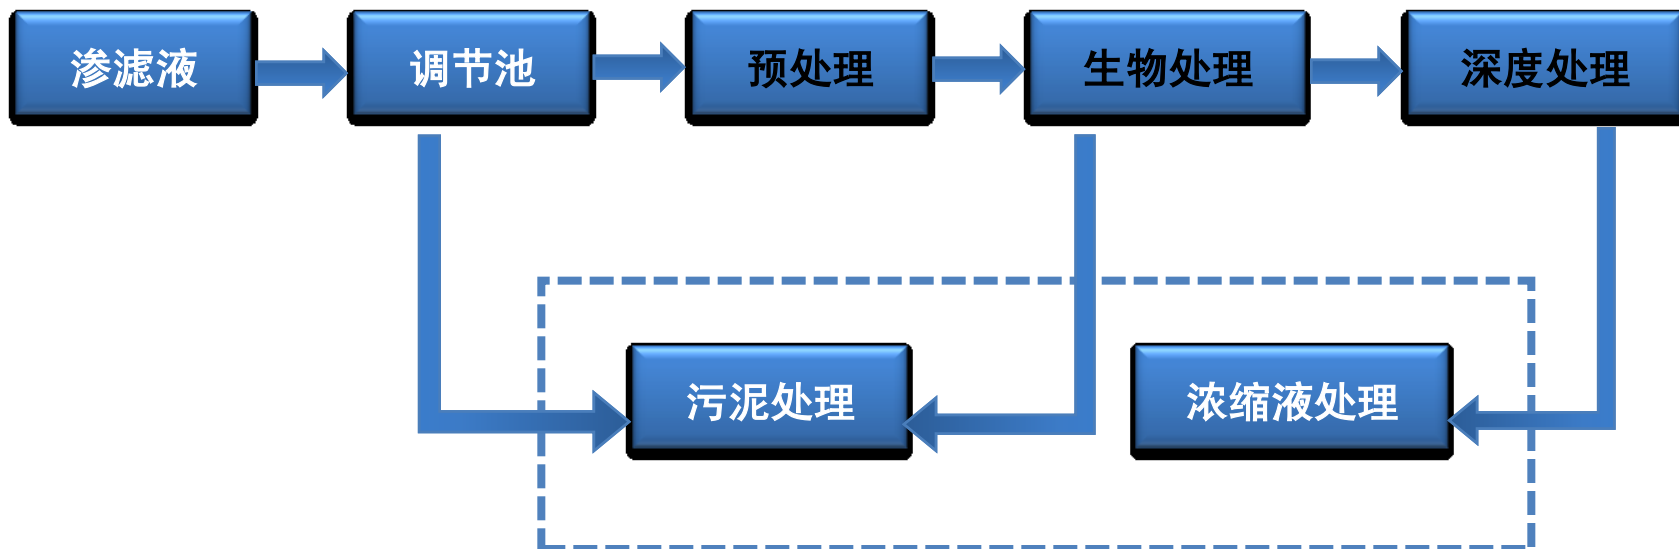 渗滤液
调节池
预处理
生物处理
深度处理
污泥处理
浓缩液处理